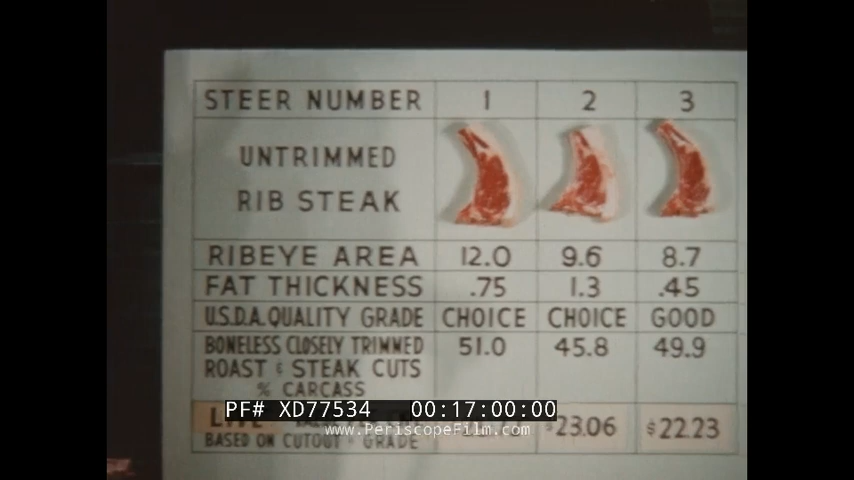 STEER NUMBER 1 2 3
UNTRIMMED
RIB STEAK
RIBEYE AREA 12.0 9.6 8.7
FAT THICKNESS .75 1.3 .45
U.S.D.A. QUALITY GRADE CHOICE CHOICE GOOD
BONELESS CLOSELY TRIMMED 51.0 45.8 49.9
ROAST & STEAK CUTS
% CARCASS
PF# XD77534 00:17:00:00
$23.06 $22.23
www.PeriscopeFilm.com
BASED ON CUTOUT & GRADE